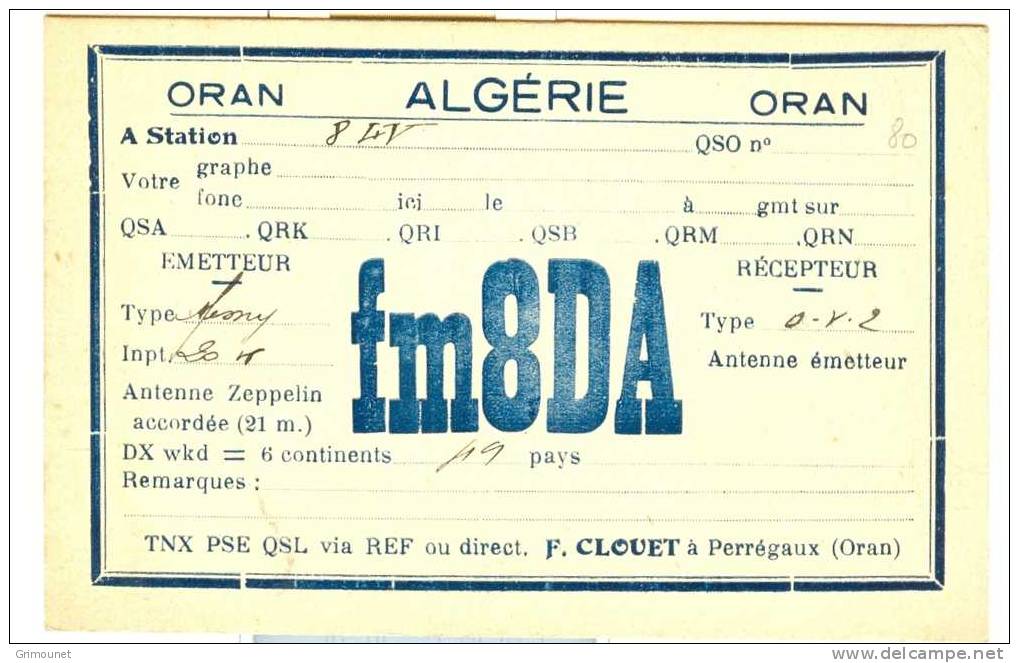 ORAN ALGÉRIE ORAN
A Station 8 LV QSO nº 80
Votre graphe
fone ici le à gmt sur
QSA . QRK . QRI . QSB . QRM . QRN
EMETTEUR RÉCEPTEUR
Type Mesny Type O-V-2
Inpt. 20 w Antenne émetteur
Antenne Zeppelin
accordée (21 m.)
fm8DA
DX wkd = 6 continents 49 pays
Remarques :
TNX PSE QSL via REF ou direct. F. CLOUET à Perrégaux (Oran)
Grimounet
www.delcampe.net